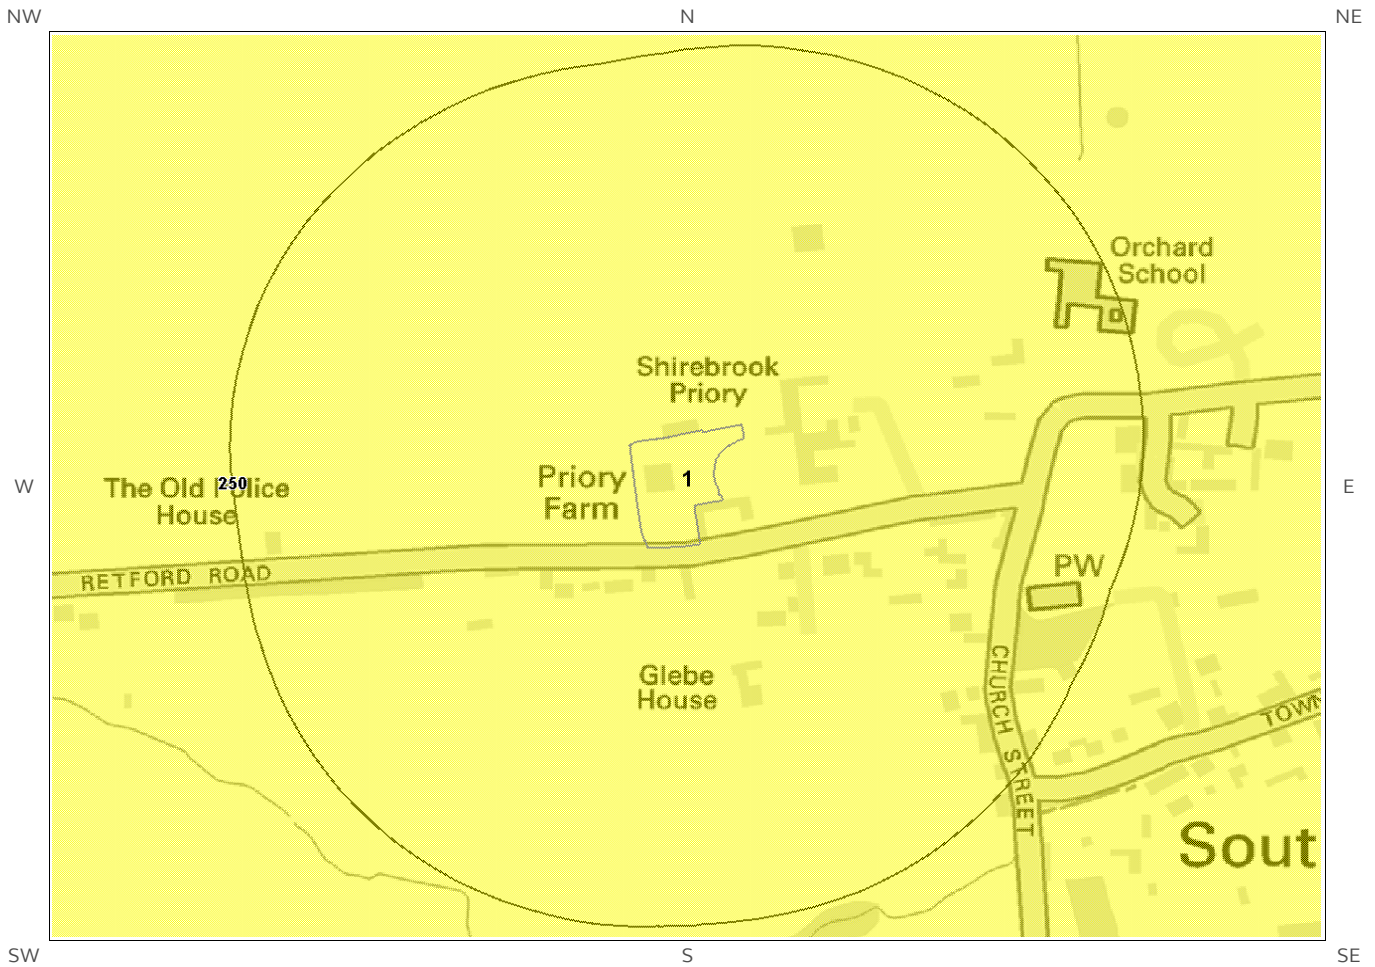 NW
N
NE
Orchard
School
Shirebrook
Priory
Priory
Farm
1
250
The Old Police
House
W
E
RETFORD ROAD
PW
Glebe
House
CHURCH STREET
TOWN
Sout
SW
S
SE